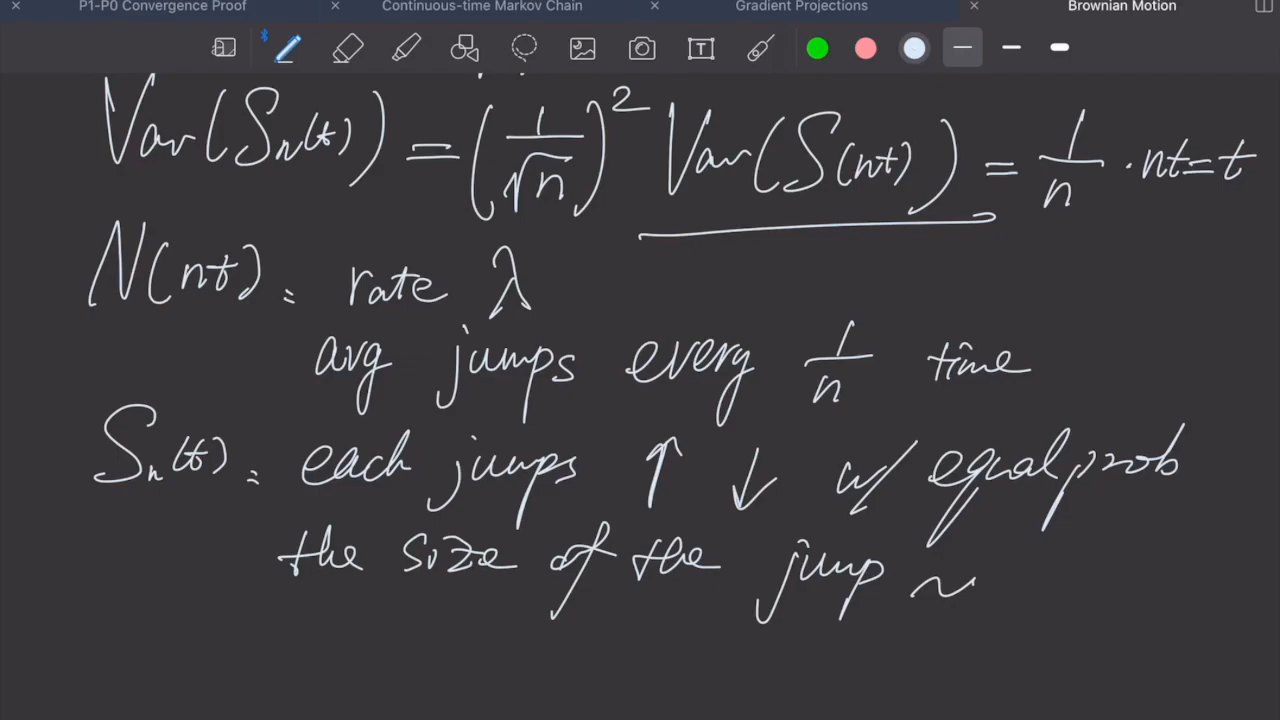 P1-P0 Convergence Proof Continuous-time Markov Chain Gradient Projections Brownian Motion
Var(Sₙ(t)) = (1/√n)² Var(S(nt)) = 1/n · nt = t
N(nt): rate λ
avg jumps every 1/n time
Sₙ(t): each jumps ↑ ↓ w/ equal prob
the size of the jump ~